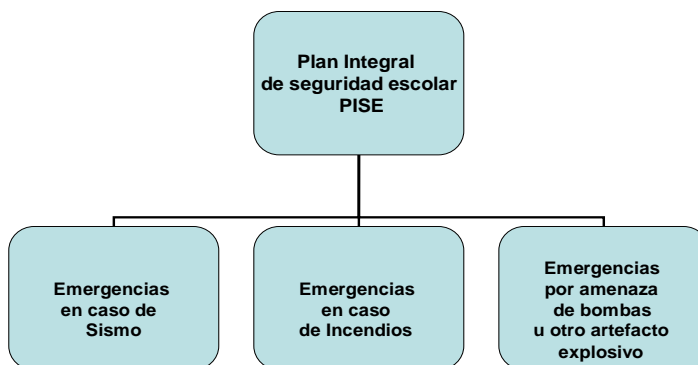 Plan Integral
de seguridad escolar
PISE
Emergencias
en caso de
Sismo
Emergencias
en caso
de Incendios
Emergencias
por amenaza
de bombas
u otro artefacto
explosivo